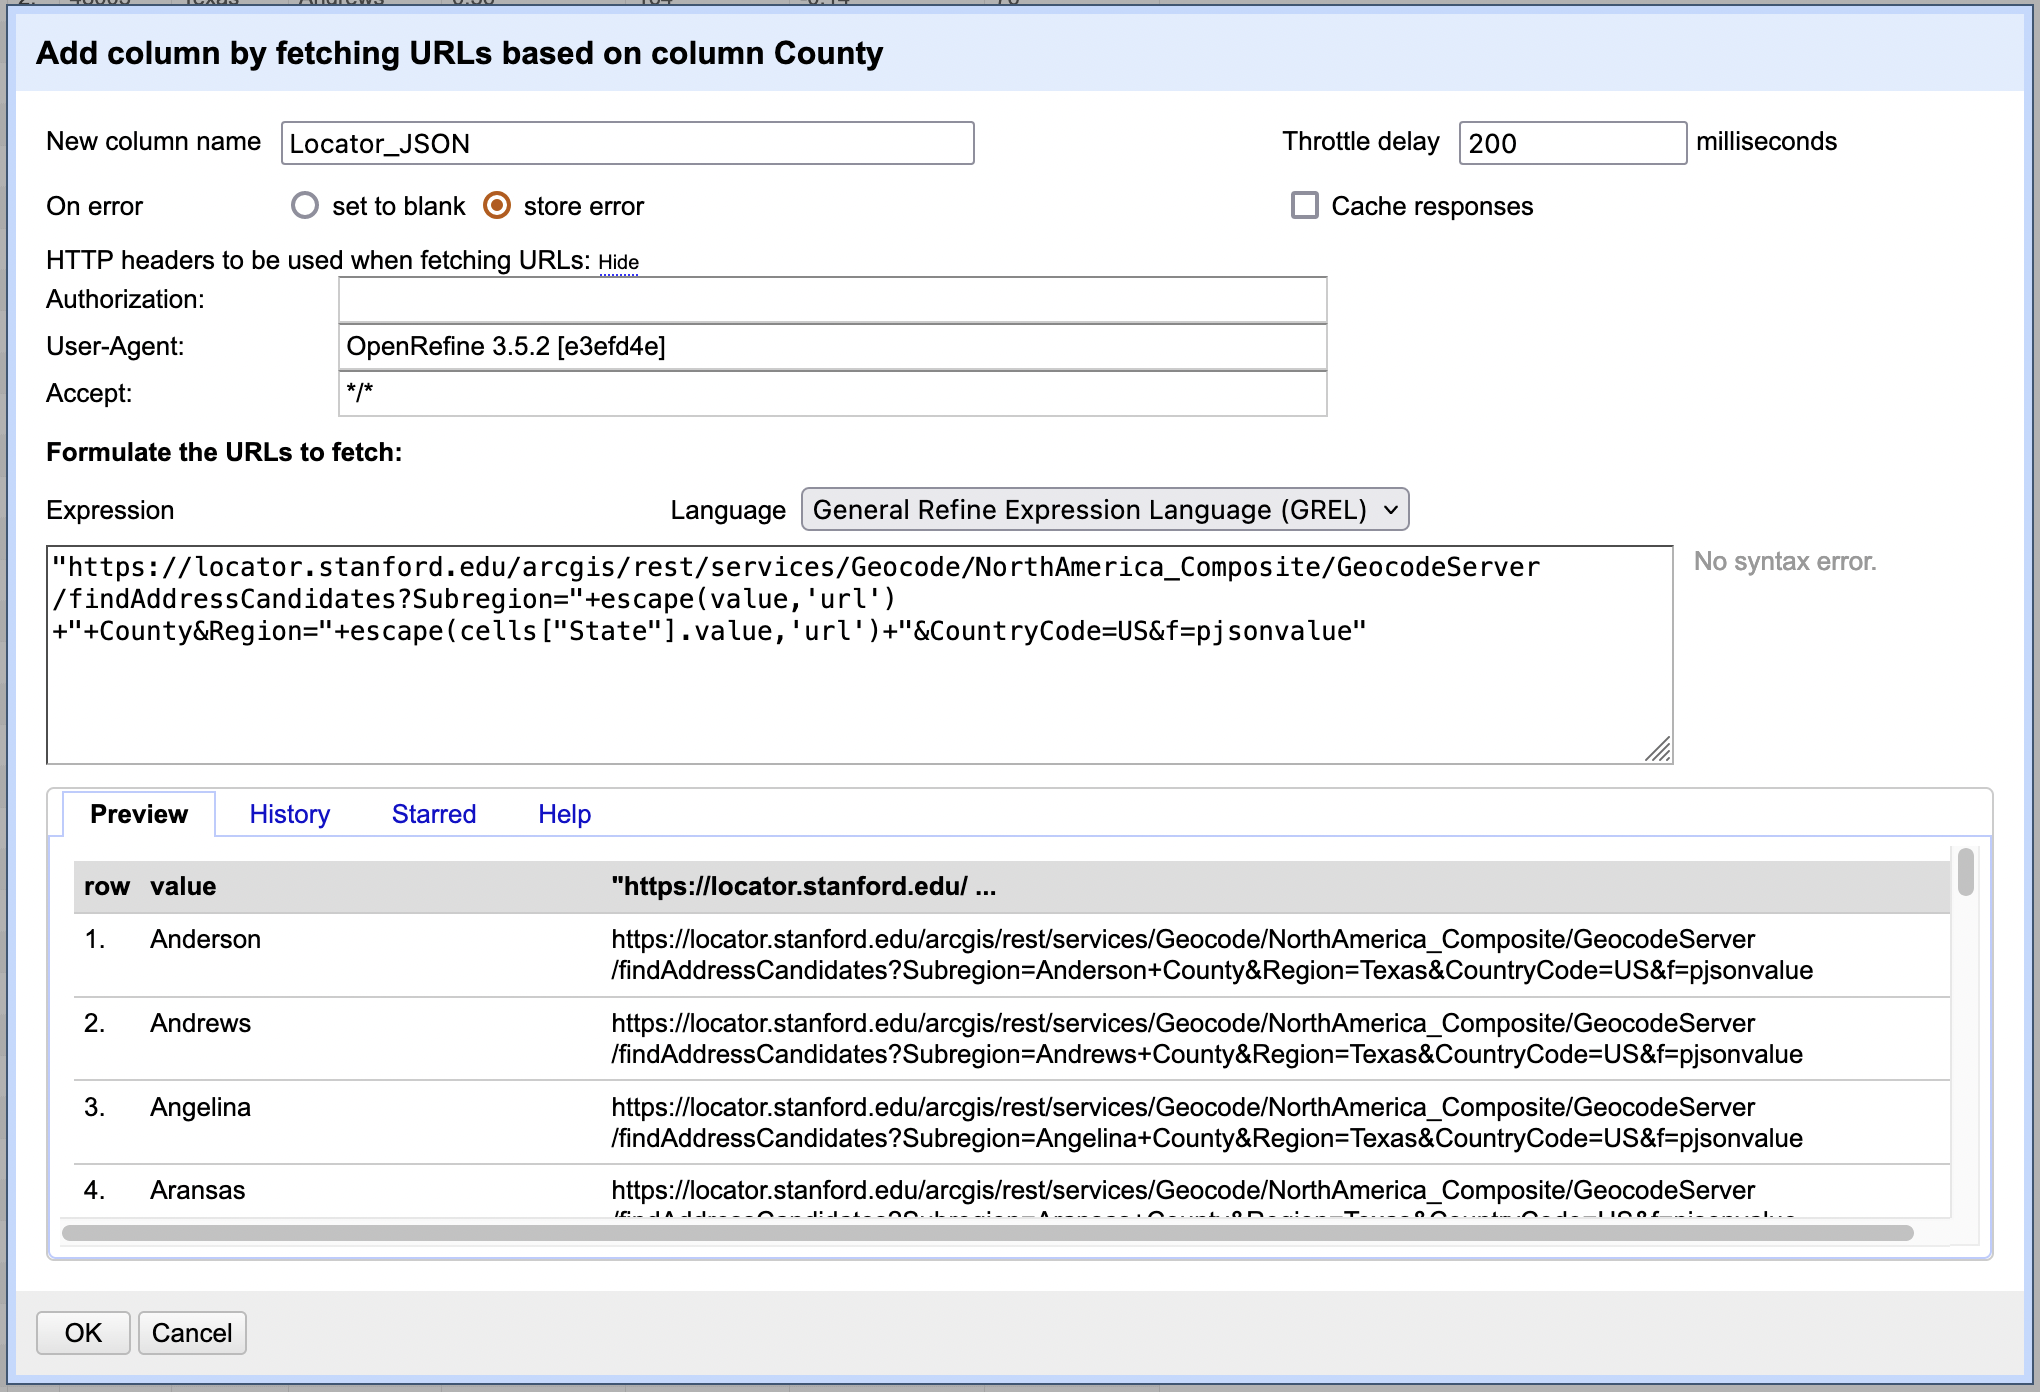 Add column by fetching URLs based on column County
New column name Locator_JSON Throttle delay 200 milliseconds
On error set to blank store error Cache responses
HTTP headers to be used when fetching URLs: Hide
Authorization:
User-Agent: OpenRefine 3.5.2 [e3efd4e]
Accept: */*
Formulate the URLs to fetch:
Expression Language General Refine Expression Language (GREL)
"https://locator.stanford.edu/arcgis/rest/services/Geocode/NorthAmerica_Composite/GeocodeServer
/findAddressCandidates?Subregion="+escape(value,'url')
+"+County&Region="+escape(cells["State"].value,'url')+"&CountryCode=US&f=pjsonvalue"
No syntax error.
Preview History Starred Help
row value "https://locator.stanford.edu/ ...
1. Anderson https://locator.stanford.edu/arcgis/rest/services/Geocode/NorthAmerica_Composite/GeocodeServer
/findAddressCandidates?Subregion=Anderson+County&Region=Texas&CountryCode=US&f=pjsonvalue
2. Andrews https://locator.stanford.edu/arcgis/rest/services/Geocode/NorthAmerica_Composite/GeocodeServer
/findAddressCandidates?Subregion=Andrews+County&Region=Texas&CountryCode=US&f=pjsonvalue
3. Angelina https://locator.stanford.edu/arcgis/rest/services/Geocode/NorthAmerica_Composite/GeocodeServer
/findAddressCandidates?Subregion=Angelina+County&Region=Texas&CountryCode=US&f=pjsonvalue
4. Aransas https://locator.stanford.edu/arcgis/rest/services/Geocode/NorthAmerica_Composite/GeocodeServer
OK Cancel